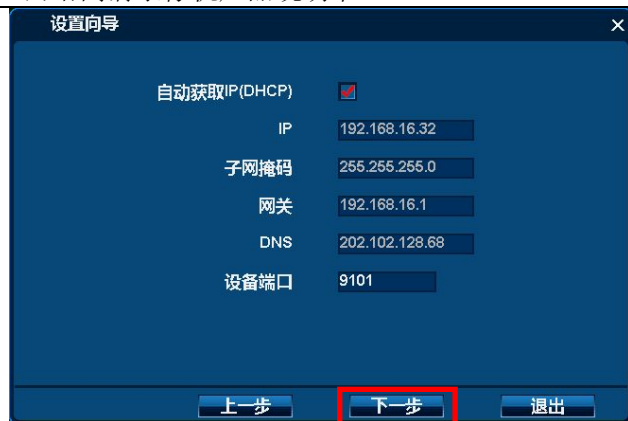 设置向导
自动获取IP(DHCP)
IP 192.168.16.32
子网掩码 255.255.255.0
网关 192.168.16.1
DNS 202.102.128.68
设备端口 9101
上一步 下一步 退出